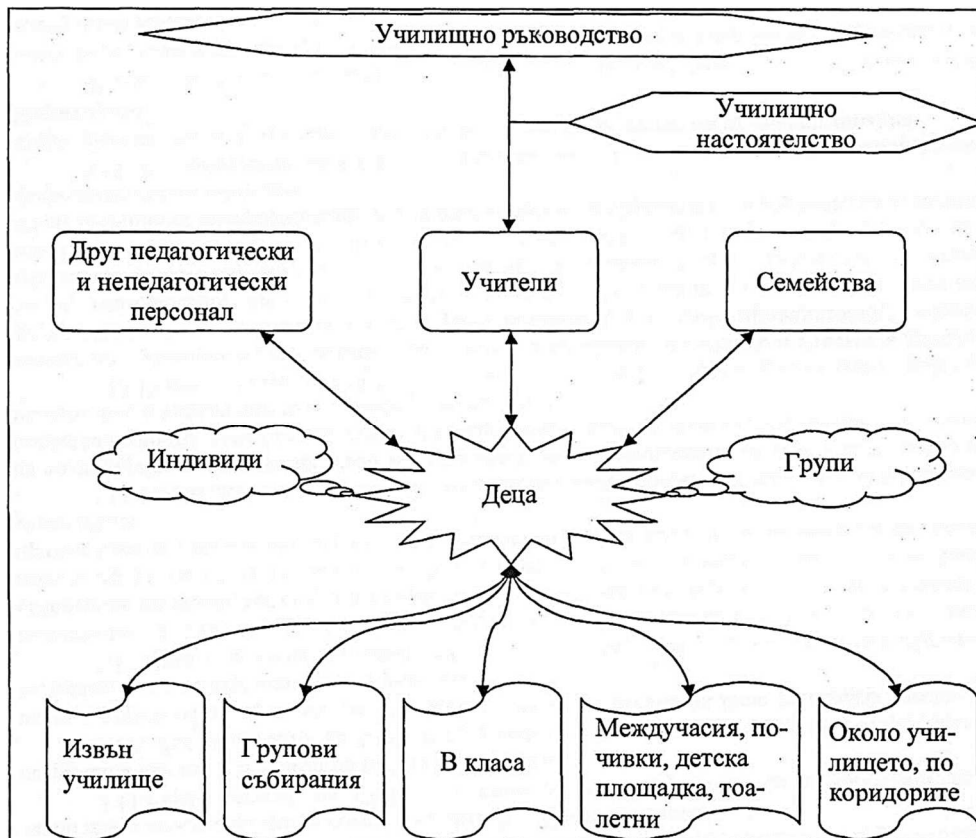 Училищно ръководство
Училищно
настоятелство
Друг педагогически
и непедагогически
персонал
Учители
Семейства
Индивиди
Деца
Групи
Извън
училище
Групови
събирания
В класа
Междучасия, по-
чивки, детска
площадка, тоа-
летни
Около учи-
лището, по
коридорите